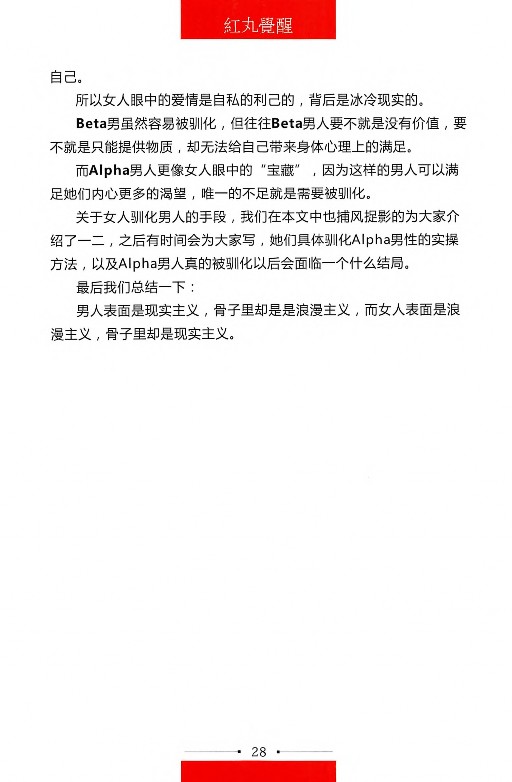 紅丸覺醒
自己。
所以女人眼中的爱情是自私的利己的，背后是冰冷现实的。
Beta男虽然容易被驯化，但往往Beta男人要不就是没有价值，要
不就是只能提供物质，却无法给自己带来身体心理上的满足。
而Alpha男人更像女人眼中的“宝藏”，因为这样的男人可以满
足她们内心更多的渴望，唯一的不足就是需要被驯化。
关于女人驯化男人的手段，我们在本文中也捕风捉影的为大家介
绍了一二，之后有时间会为大家写，她们具体驯化Alpha男性的实操
方法，以及Alpha男人真的被驯化以后会面临一个什么结局。
最后我们总结一下：
男人表面是现实主义，骨子里却是是浪漫主义，而女人表面是浪
漫主义，骨子里却是现实主义。
28